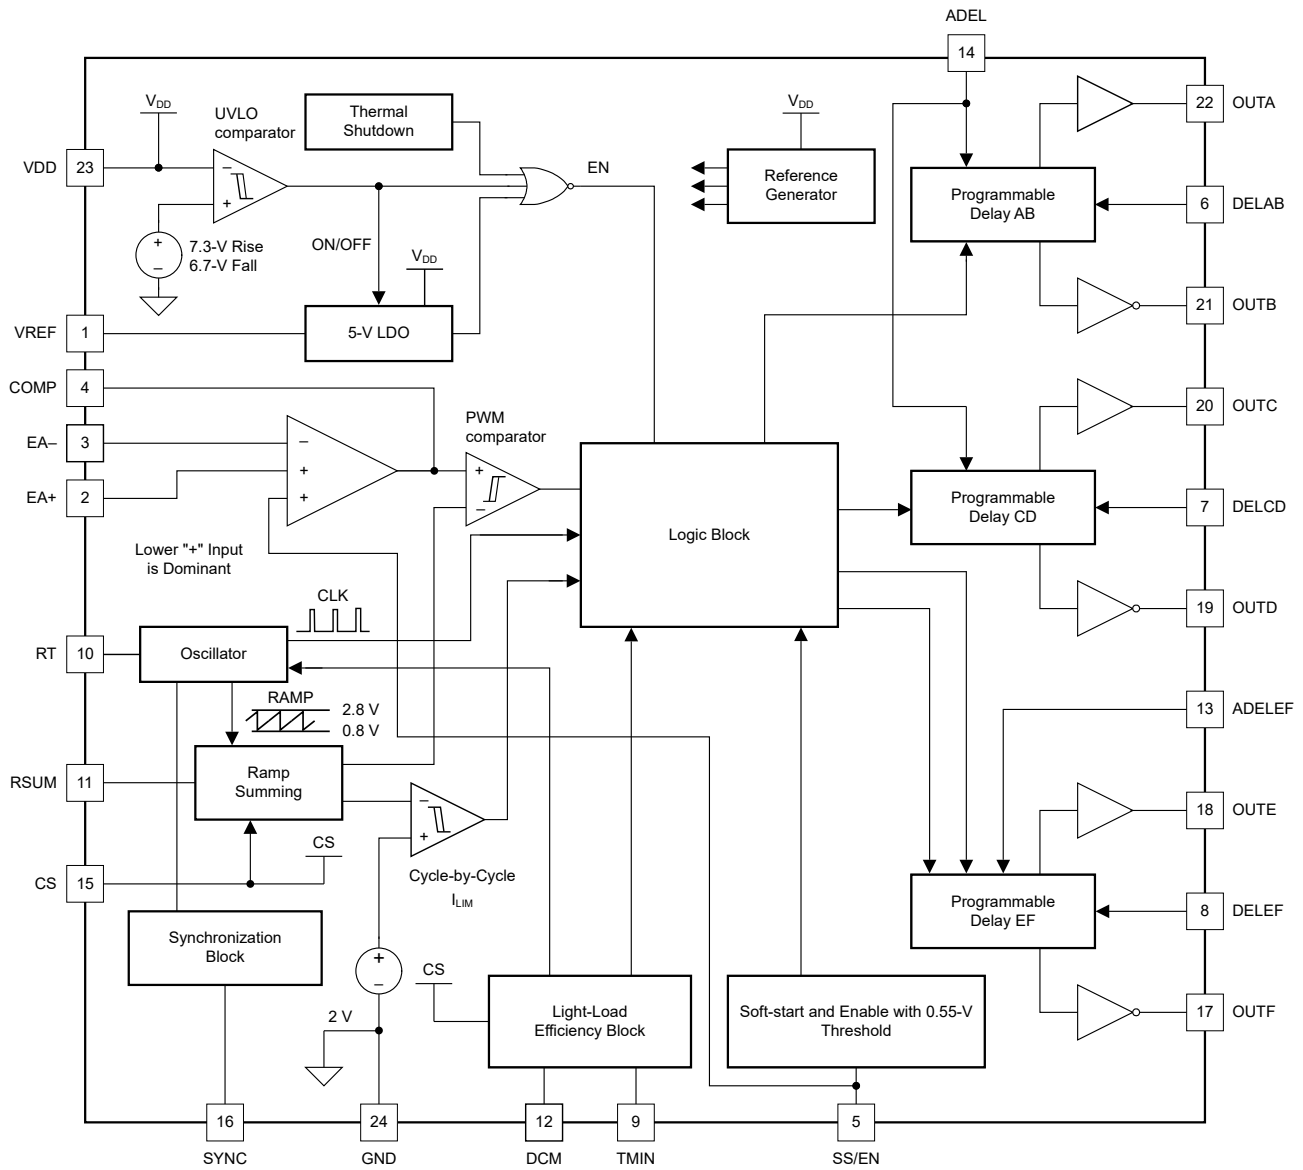 ADEL
14
V_DD
UVLO
comparator
Thermal
Shutdown
V_DD
22
OUTA
VDD
23
−
+
EN
Reference
Generator
Programmable
Delay AB
6
DELAB
+
−
7.3-V Rise
6.7-V Fall
ON/OFF
V_DD
21
OUTB
VREF
1
5-V LDO
COMP
4
20
OUTC
EA–
3
PWM
comparator
−
+
+
+
−
EA+
2
Programmable
Delay CD
7
DELCD
Logic Block
Lower "+" Input
is Dominant
CLK
19
OUTD
RT
10
Oscillator
RAMP
2.8 V
0.8 V
13
ADELEF
RSUM
11
Ramp
Summing
−
+
18
OUTE
CS
CS
15
Cycle-by-Cycle
I_LIM
Programmable
Delay EF
8
DELEF
Synchronization
Block
+
−
CS
2 V
Light-Load
Efficiency Block
Soft-start and Enable with 0.55-V
Threshold
17
OUTF
16
24
12
9
5
SYNC
GND
DCM
TMIN
SS/EN